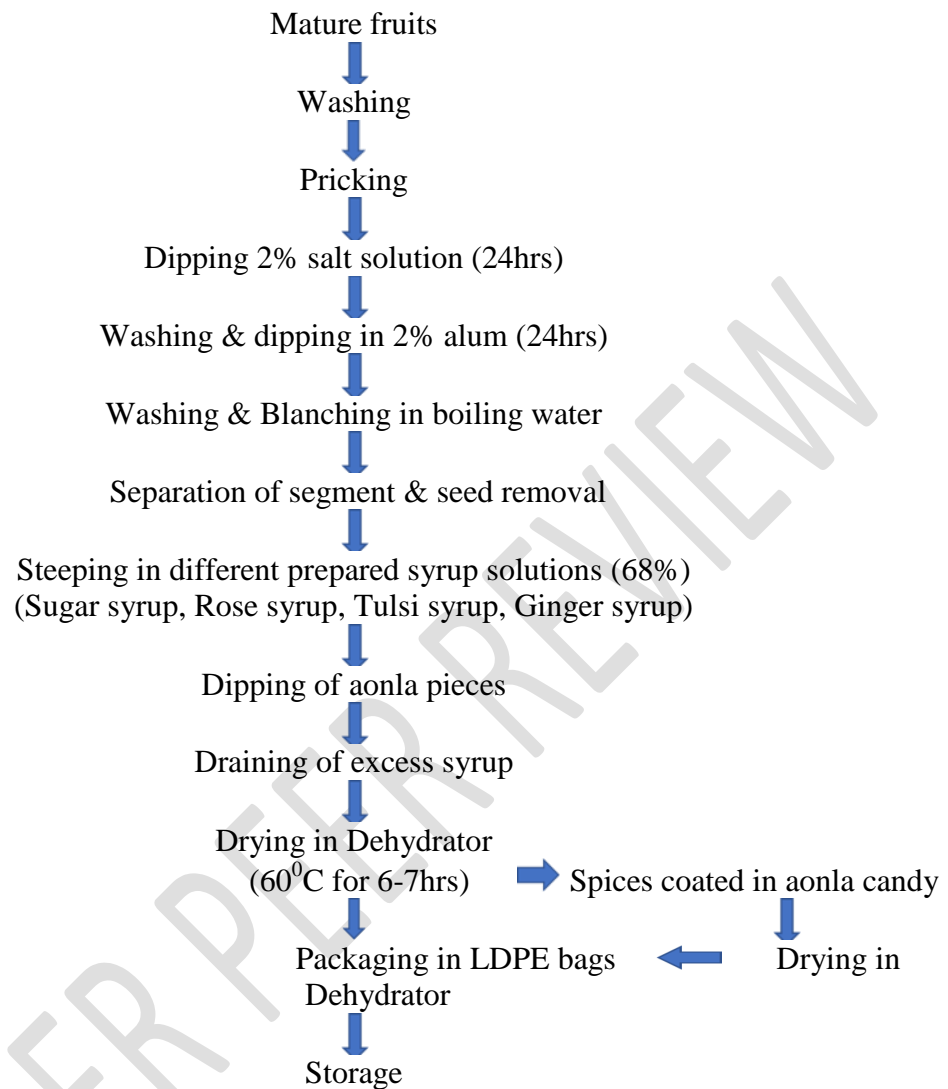 Mature fruits
Washing
Pricking
Dipping 2% salt solution (24hrs)
Washing & dipping in 2% alum (24hrs)
Washing & Blanching in boiling water
Separation of segment & seed removal
Steeping in different prepared syrup solutions (68%)
(Sugar syrup, Rose syrup, Tulsi syrup, Ginger syrup)
Dipping of aonla pieces
Draining of excess syrup
Drying in Dehydrator
(60⁰C for 6-7hrs)
Spices coated in aonla candy
Packaging in LDPE bags
Drying in
Dehydrator
Storage
ER PEER REVIEW